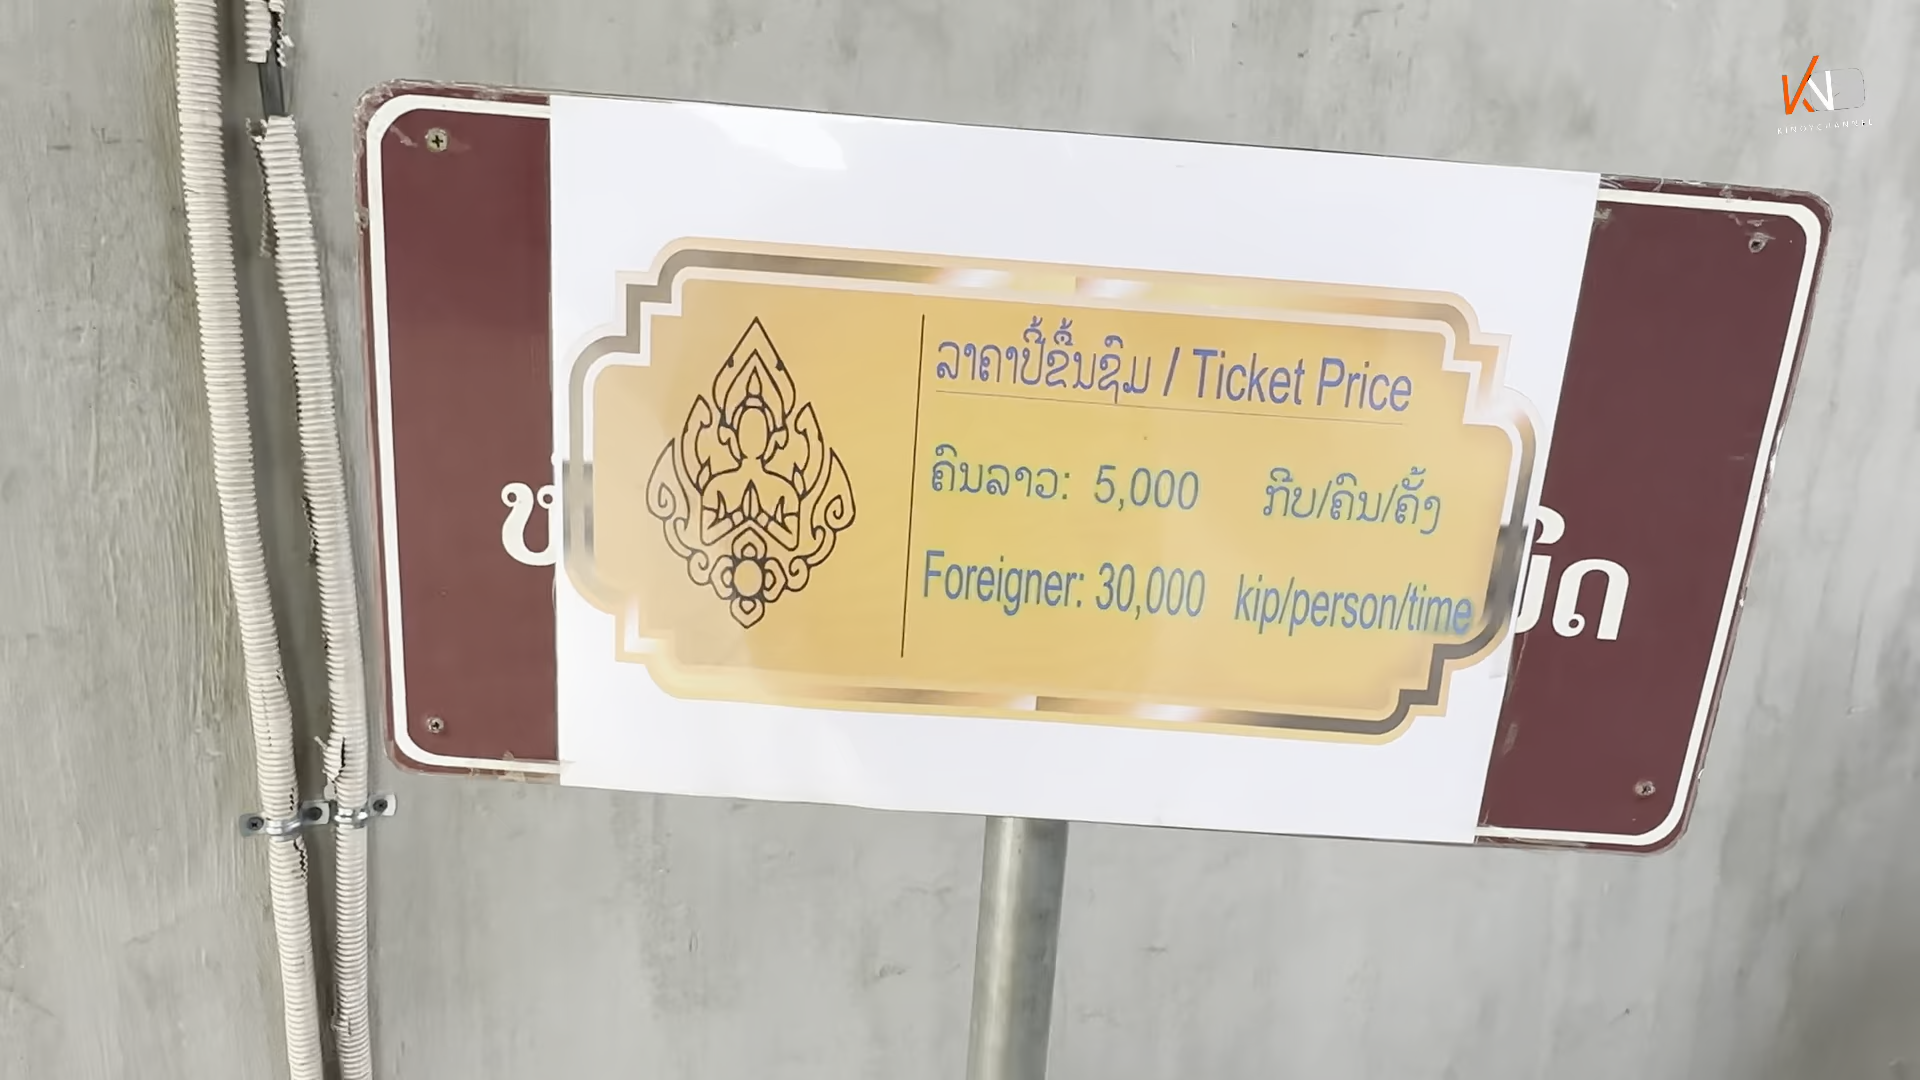 ລາຄາປີ້ຂຶ້ນຊົມ / Ticket Price
ຄົນລາວ: 5,000 ກີບ/ຄົນ/ຄັ້ງ
Foreigner: 30,000 kip/person/time